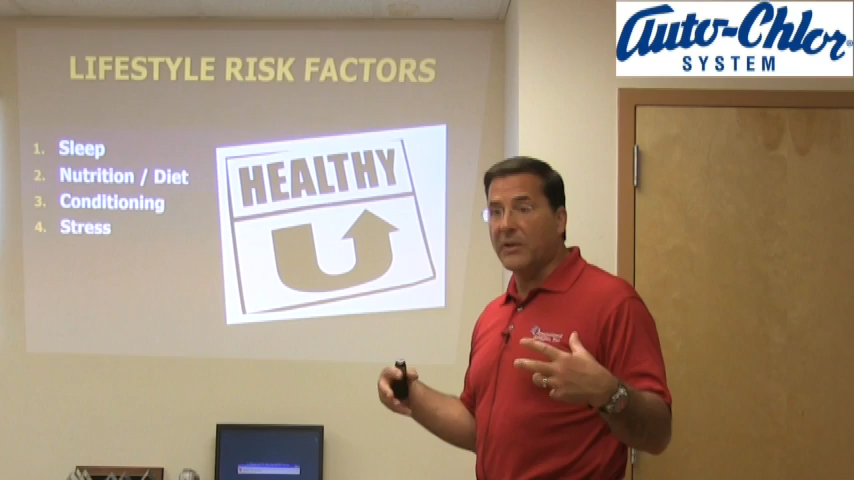 LIFESTYLE RISK FACTORS
1. Sleep
2. Nutrition / Diet
3. Conditioning
4. Stress
HEALTHY
U
Auto-Chlor
SYSTEM